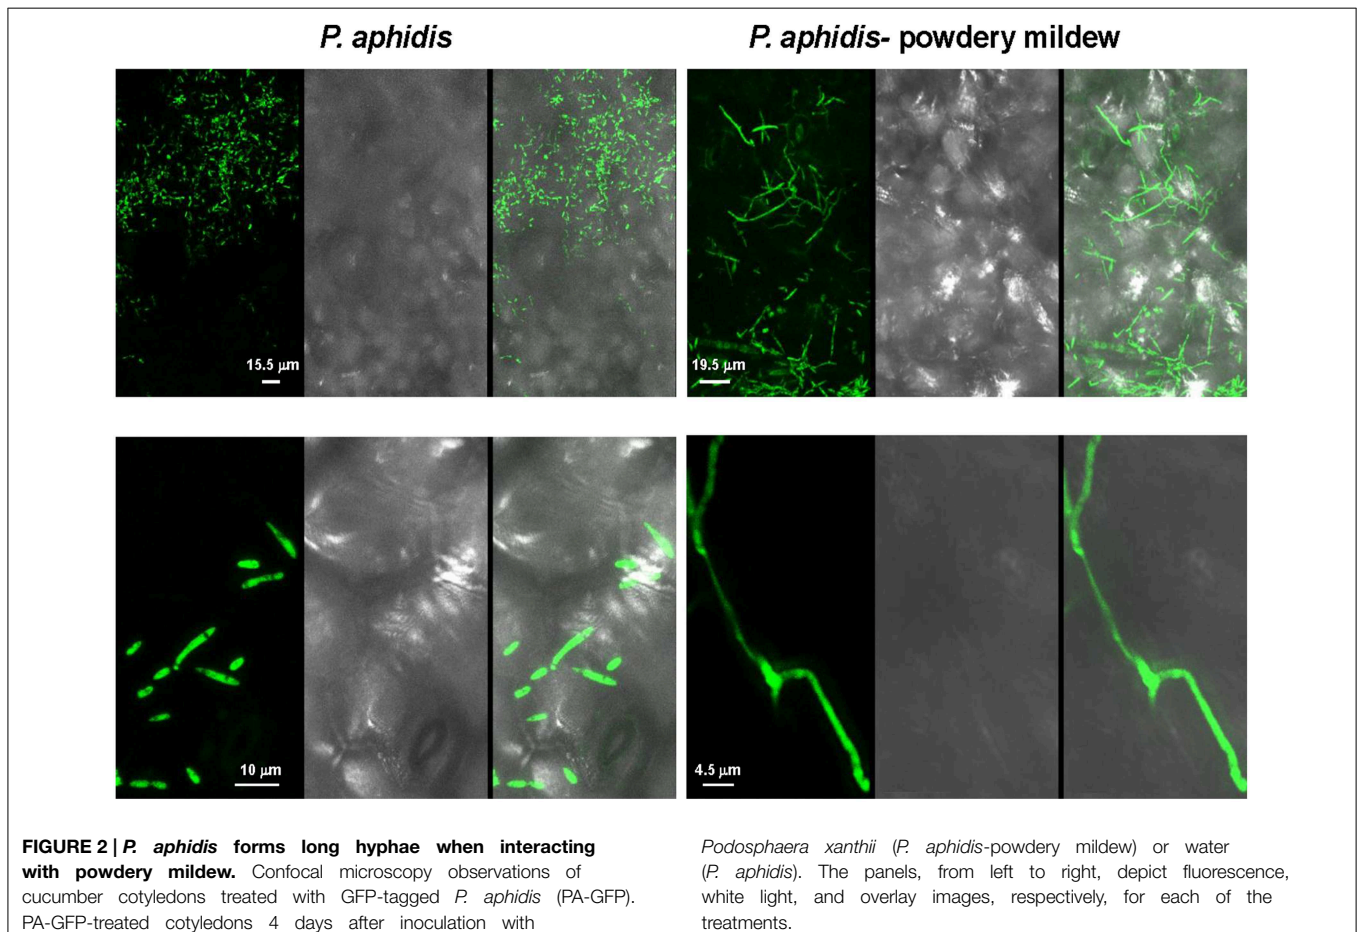 P. aphidis
P. aphidis- powdery mildew
15.5 μm
19.5 μm
10 μm
4.5 μm
FIGURE 2 | P. aphidis forms long hyphae when interacting
with powdery mildew. Confocal microscopy observations of
cucumber cotyledons treated with GFP-tagged P. aphidis (PA-GFP).
PA-GFP-treated cotyledons 4 days after inoculation with
Podosphaera xanthii (P. aphidis-powdery mildew) or water
(P. aphidis). The panels, from left to right, depict fluorescence,
white light, and overlay images, respectively, for each of the
treatments.